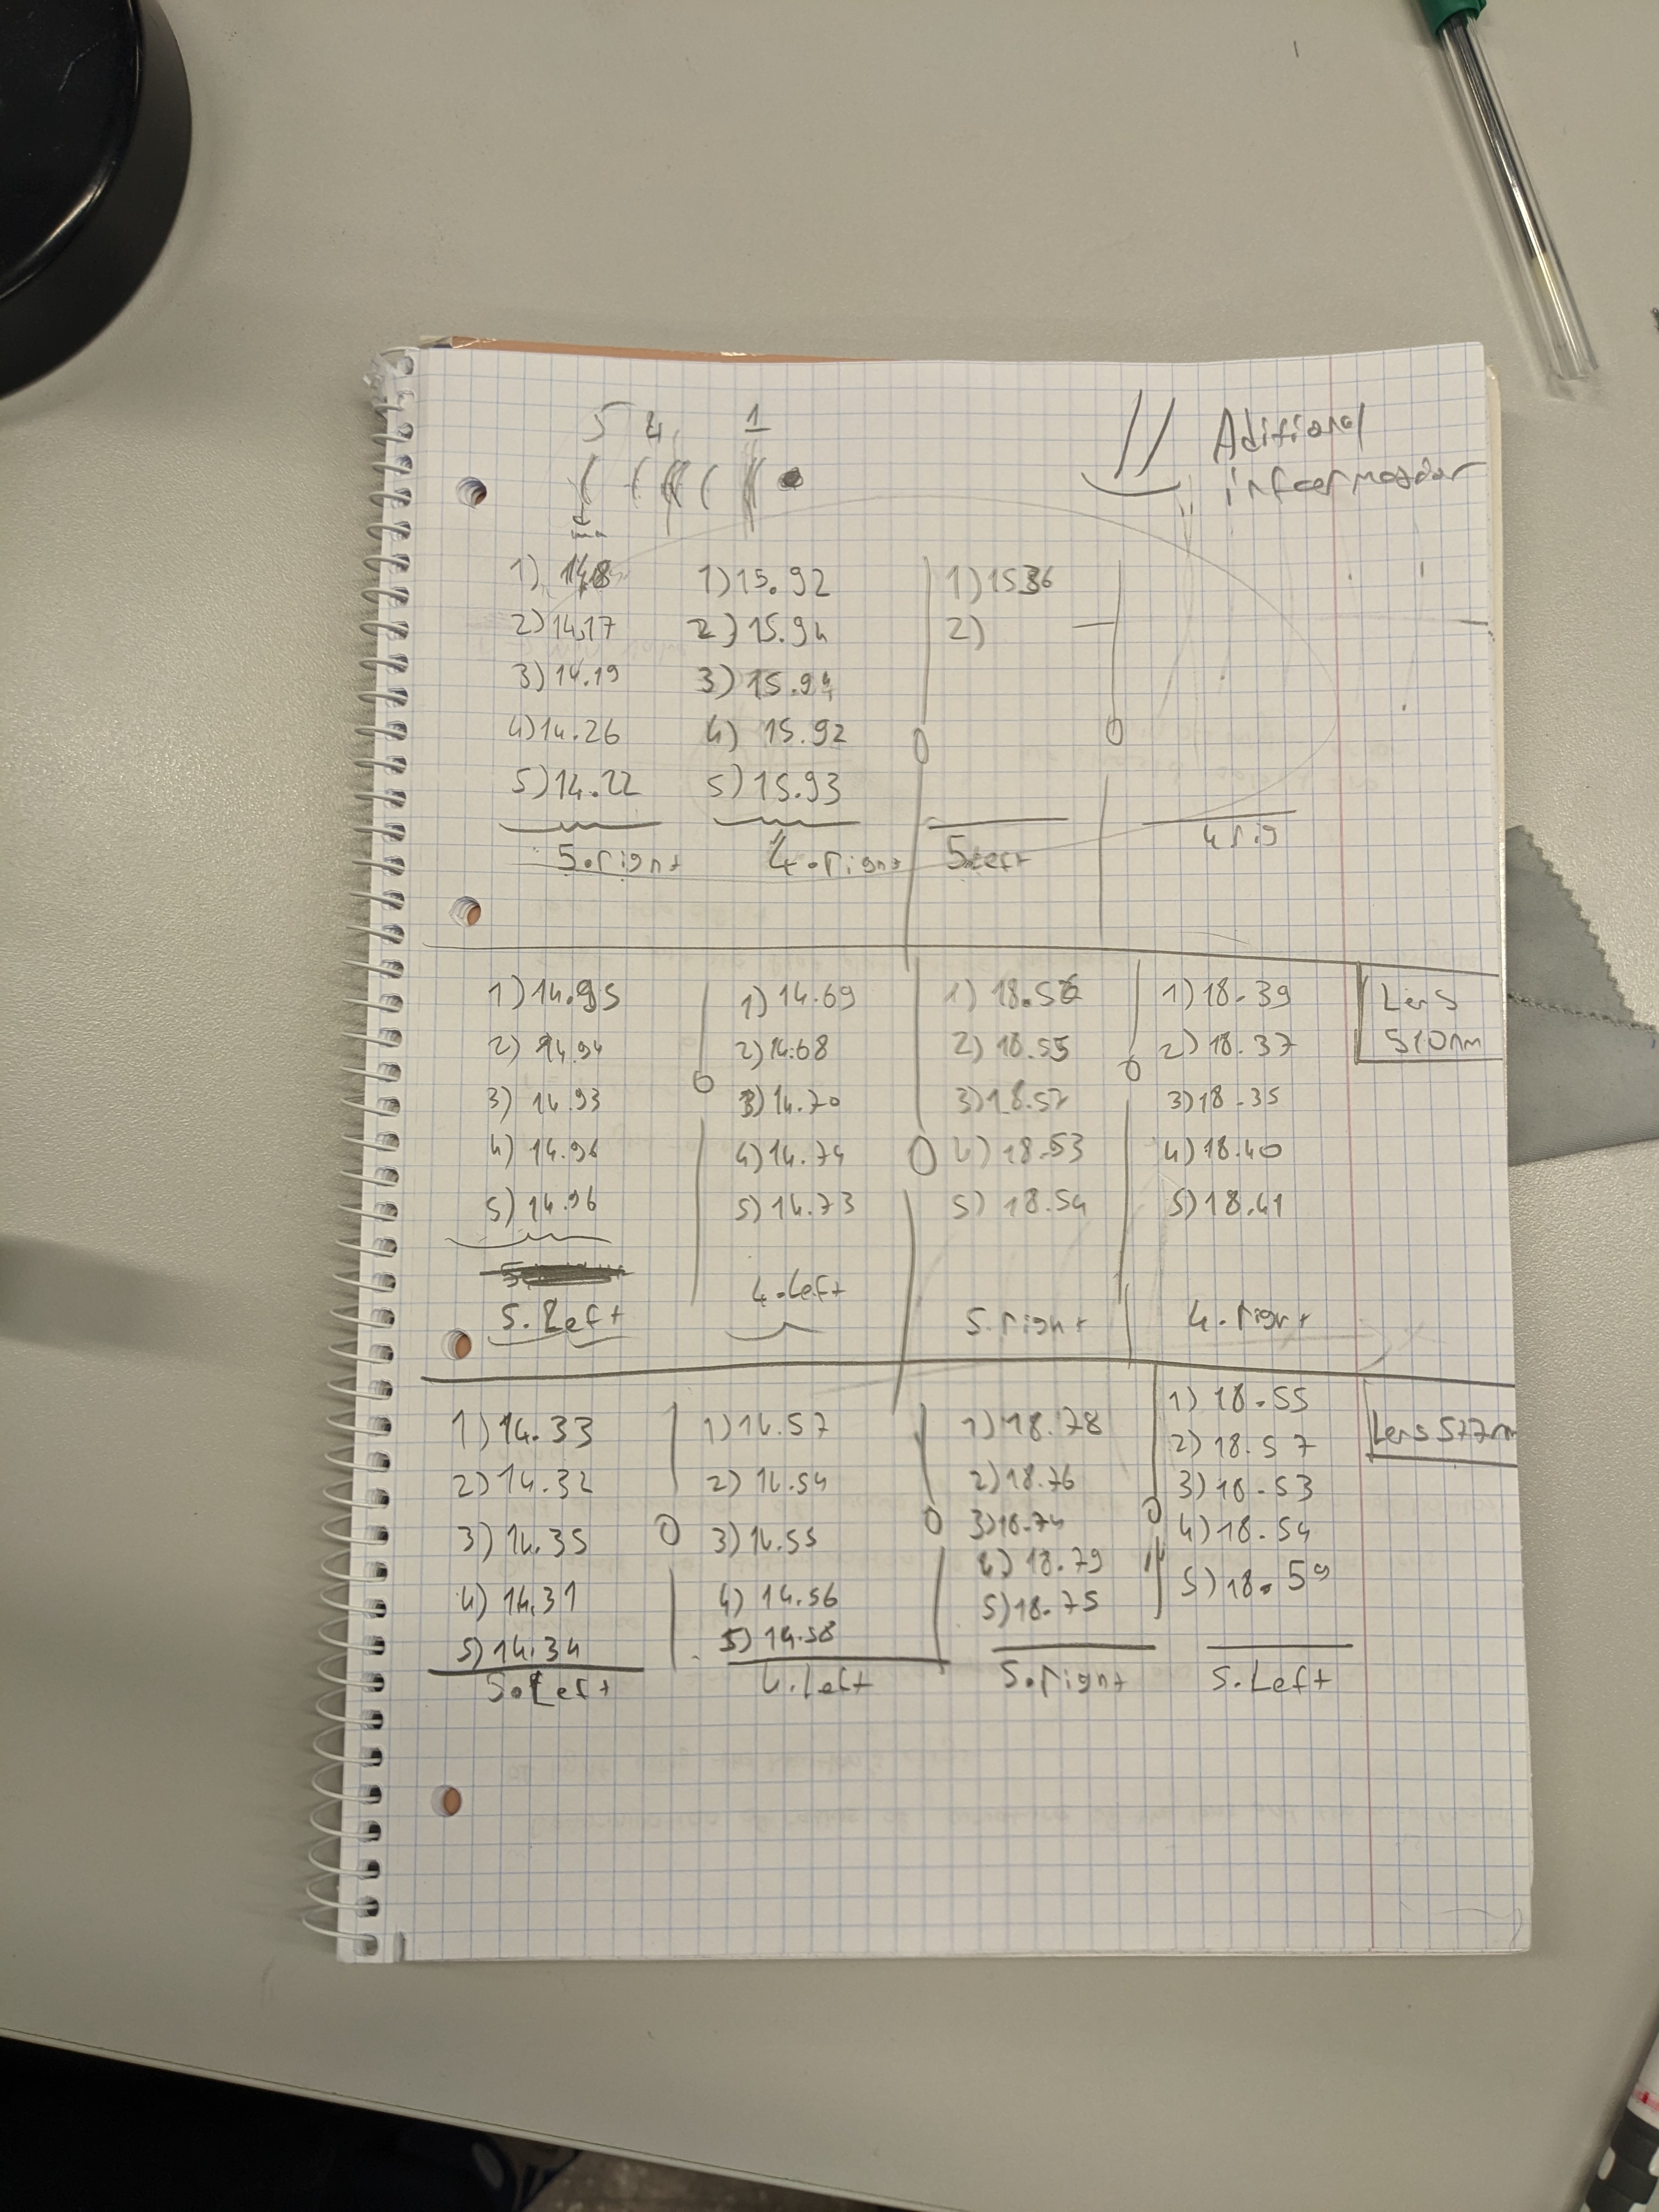 5 4 1
// Aditional
1) 15.92 1) 1536
2) 14.17 2) 15.94 2)
3) 14.19 3) 15.94
4) 14.26 4) 15.92
5) 14.22 5) 15.93
5.right 4.right 5.Left 4 rig
1) 14.95 1) 14.69 1) 18.56 1) 18.39 Lens
2) 14.94 2) 14.68 2) 18.55 2) 18.37 510nm
3) 14.93 3) 14.70 3) 18.57 3) 18.35
4) 14.96 4) 14.74 4) 18.53 4) 18.40
5) 14.96 5) 14.73 5) 18.54 5) 18.41
5. Left 4.Left 5.right 4.right
1) 14.33 1) 14.57 1) 18.78 1) 18.55 Lens 577nm
2) 14.32 2) 14.54 2) 18.76 2) 18.57
3) 14.35 3) 14.55 3) 18.74 3) 18.53
4) 14.31 4) 14.56 4) 18.79 4) 18.54
5) 14.34 5) 14.58 5) 18.75 5) 18.59
5.Left 4.Left 5.right 5.Left